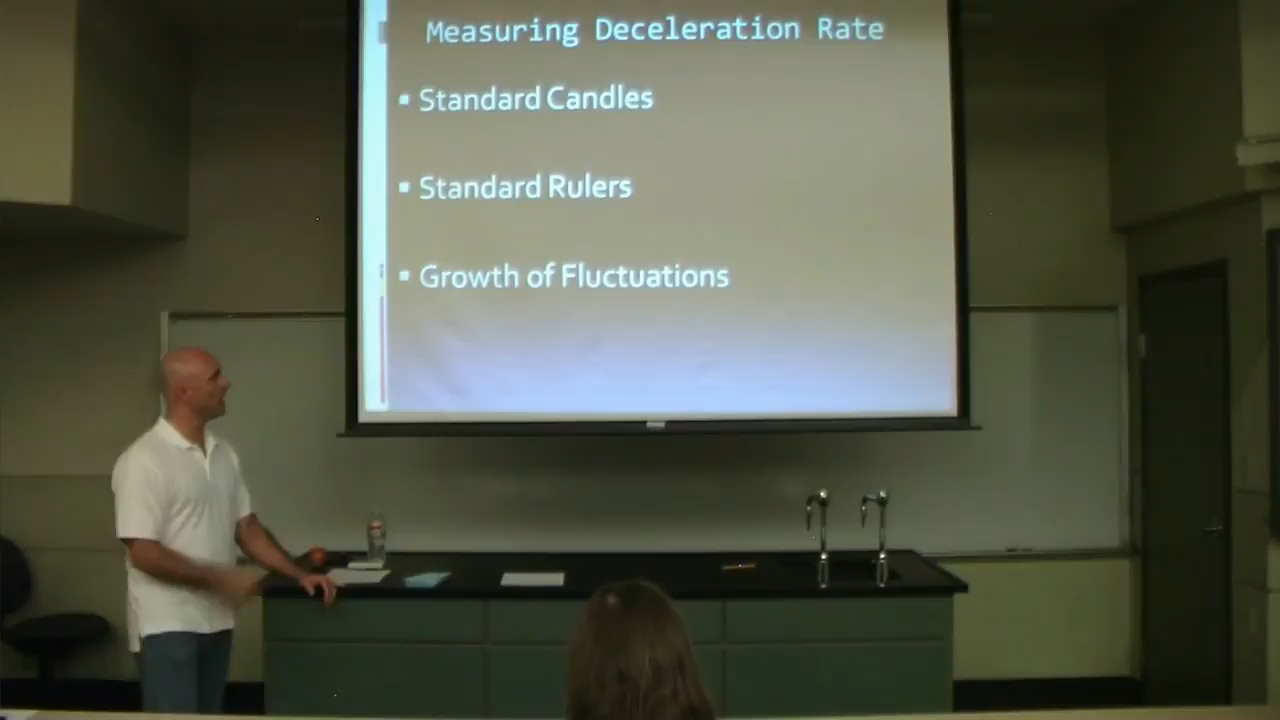 Measuring Deceleration Rate
▪ Standard Candles
▪ Standard Rulers
▪ Growth of Fluctuations